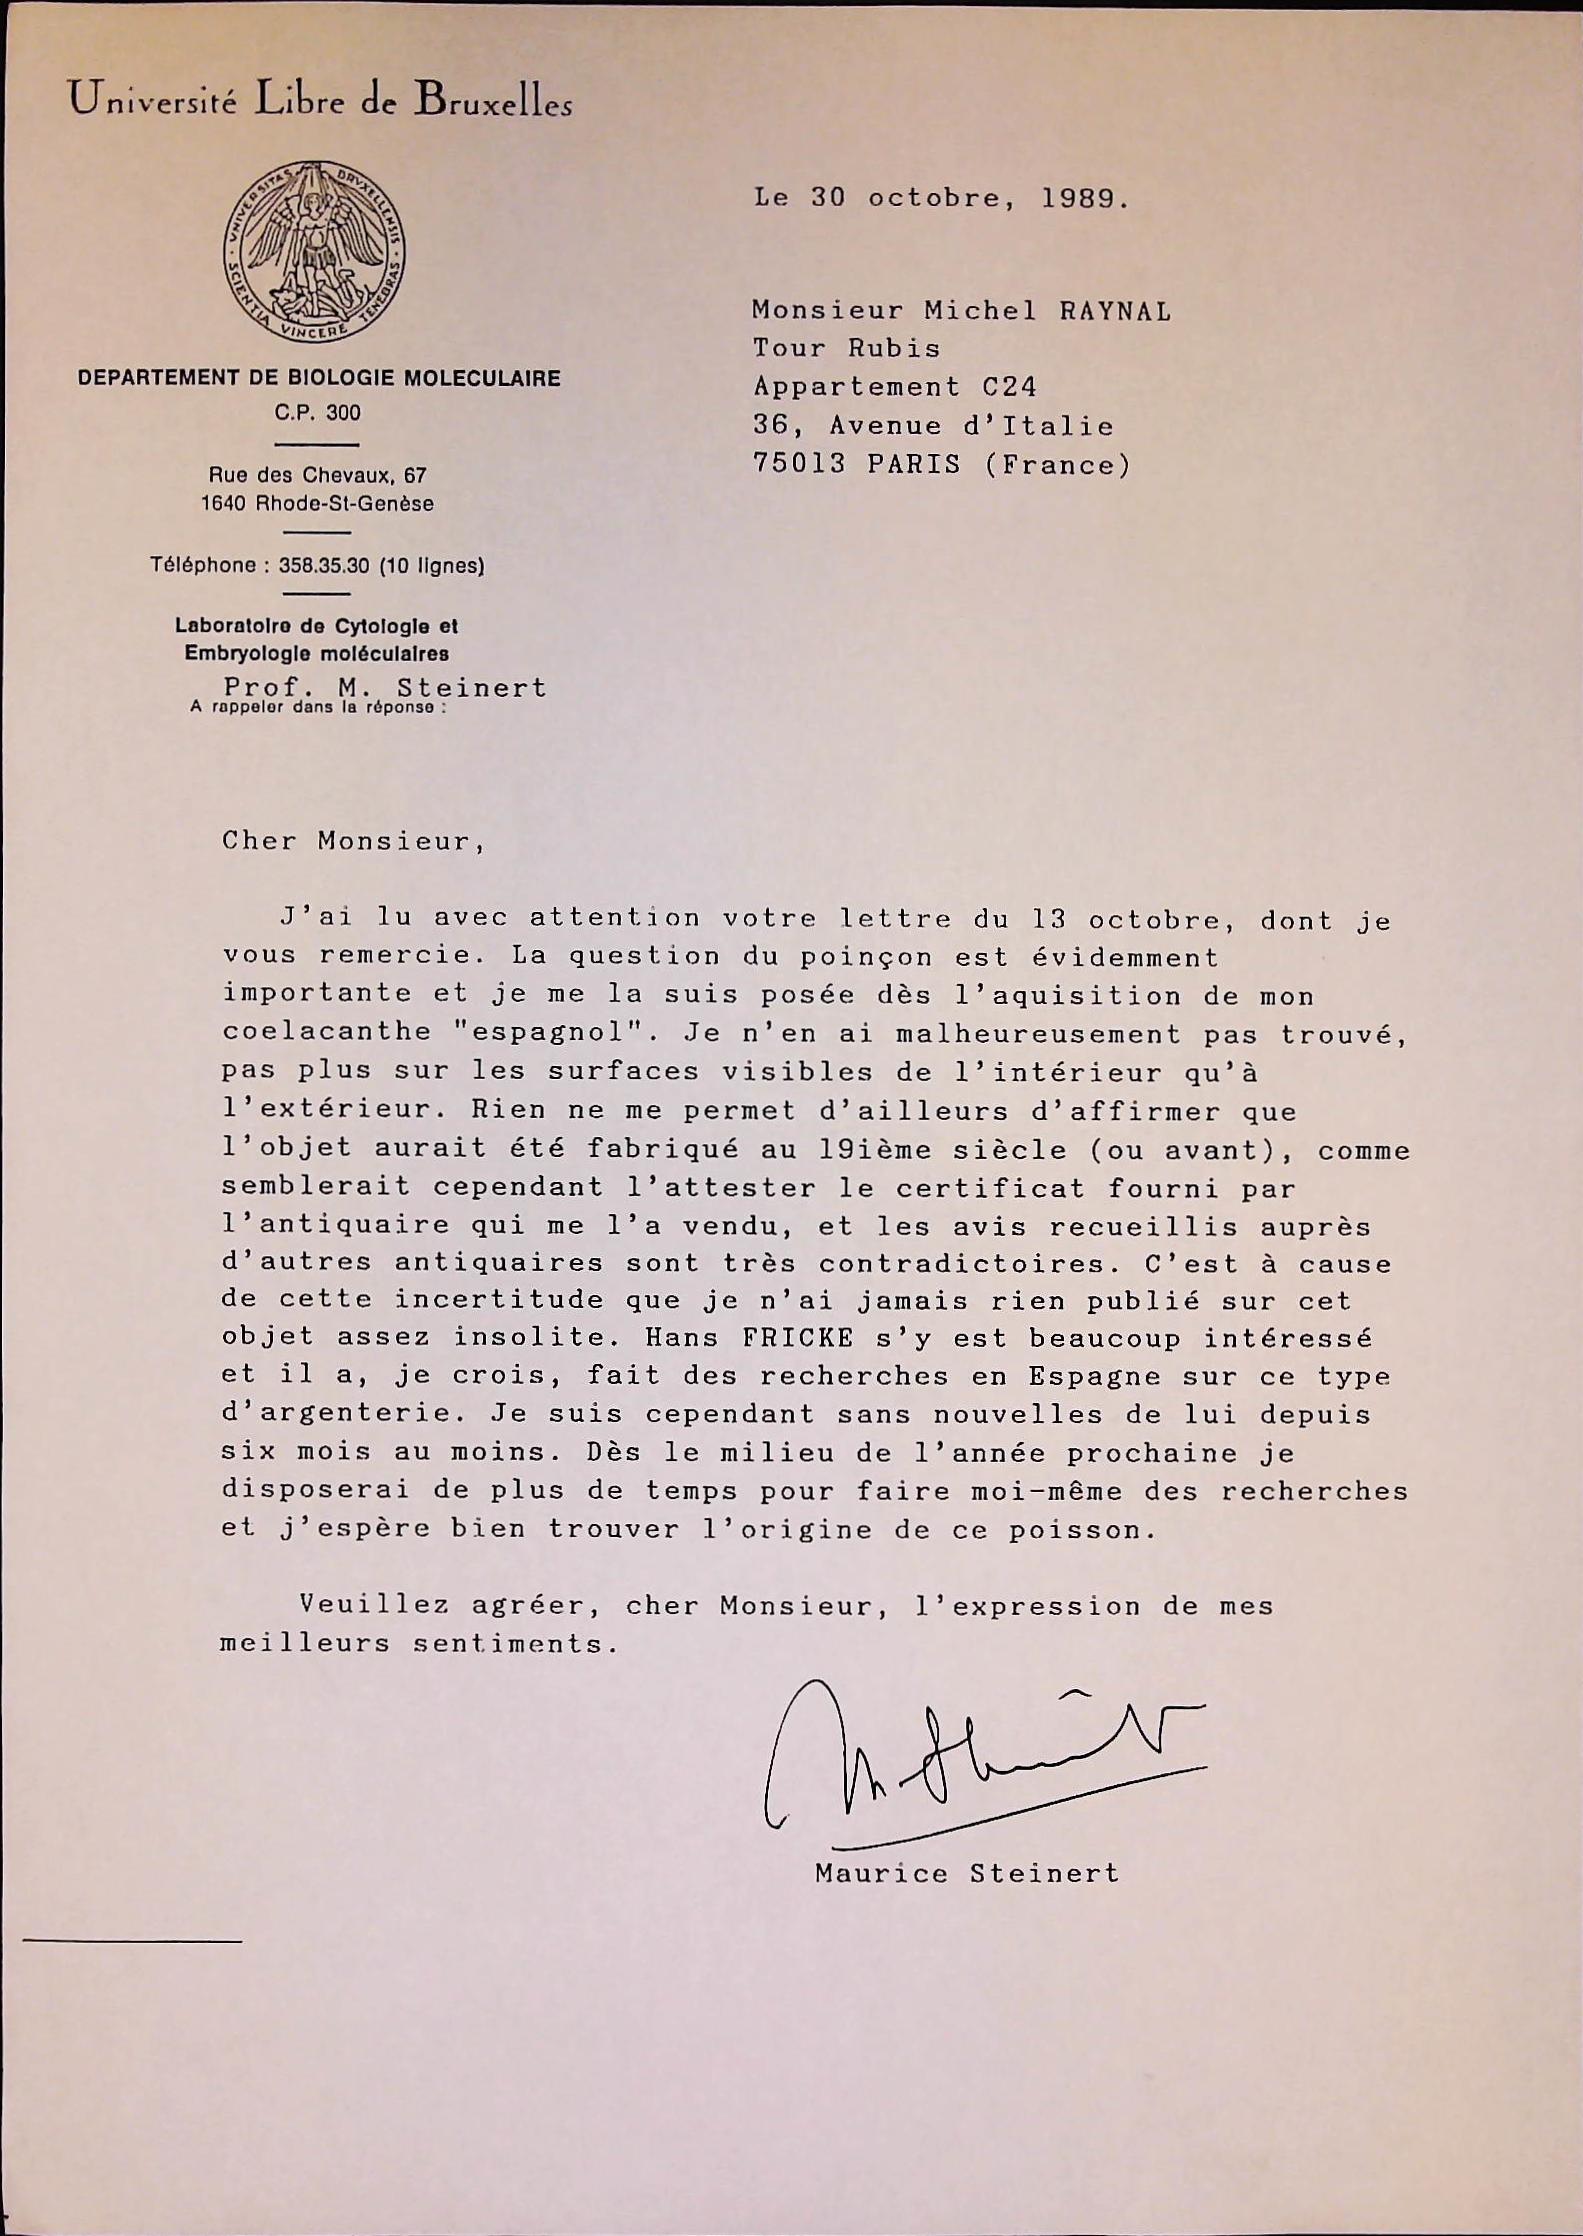 Université Libre de Bruxelles
UNIVERSITAS BRVXELLENSIS
SCIENTIA VINCERE TENEBRAS
DEPARTEMENT DE BIOLOGIE MOLECULAIRE
C.P. 300
Rue des Chevaux, 67
1640 Rhode-St-Genèse
Téléphone : 358.35.30 (10 lignes)
Laboratoire de Cytologie et
Embryologie moléculaires
Prof. M. Steinert
A rappeler dans la réponse :
Le 30 octobre, 1989.
Monsieur Michel RAYNAL
Tour Rubis
Appartement C24
36, Avenue d'Italie
75013 PARIS (France)
Cher Monsieur,
J'ai lu avec attention votre lettre du 13 octobre, dont je
vous remercie. La question du poinçon est évidemment
importante et je me la suis posée dès l'aquisition de mon
coelacanthe "espagnol". Je n'en ai malheureusement pas trouvé,
pas plus sur les surfaces visibles de l'intérieur qu'à
l'extérieur. Rien ne me permet d'ailleurs d'affirmer que
l'objet aurait été fabriqué au 19ième siècle (ou avant), comme
semblerait cependant l'attester le certificat fourni par
l'antiquaire qui me l'a vendu, et les avis recueillis auprès
d'autres antiquaires sont très contradictoires. C'est à cause
de cette incertitude que je n'ai jamais rien publié sur cet
objet assez insolite. Hans FRICKE s'y est beaucoup intéressé
et il a, je crois, fait des recherches en Espagne sur ce type
d'argenterie. Je suis cependant sans nouvelles de lui depuis
six mois au moins. Dès le milieu de l'année prochaine je
disposerai de plus de temps pour faire moi-même des recherches
et j'espère bien trouver l'origine de ce poisson.
Veuillez agréer, cher Monsieur, l'expression de mes
meilleurs sentiments.
M. Steinert
Maurice Steinert